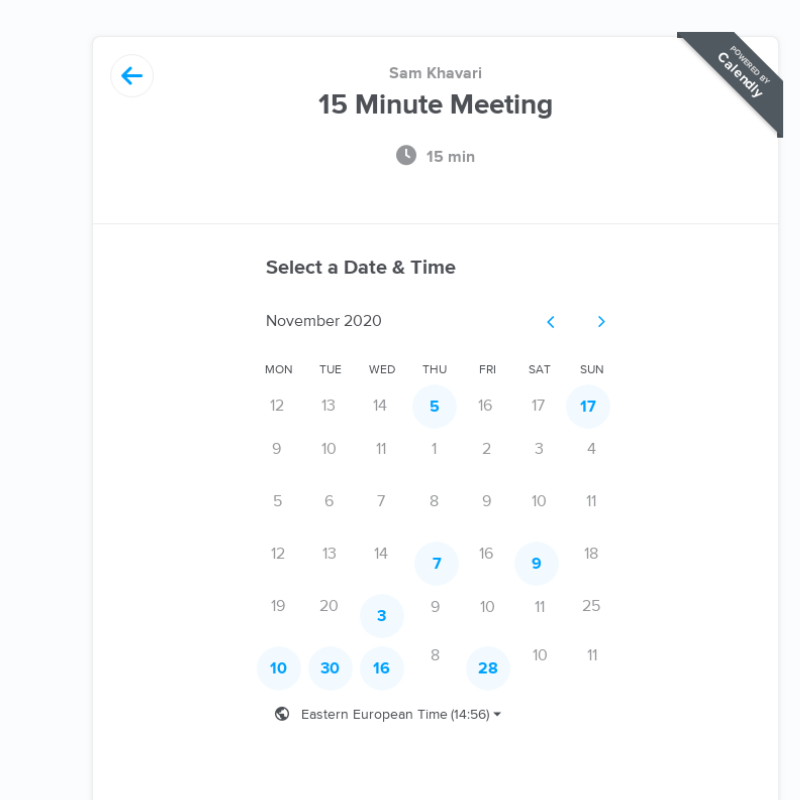 POWERED BY
Calendly
Sam Khavari
15 Minute Meeting
15 min
Select a Date & Time
November 2020
MON TUE WED THU FRI SAT SUN
12 13 14 5 16 17 17
9 10 11 1 2 3 4
5 6 7 8 9 10 11
12 13 14 7 16 9 18
19 20 3 9 10 11 25
10 30 16 8 28 10 11
Eastern European Time (14:56)